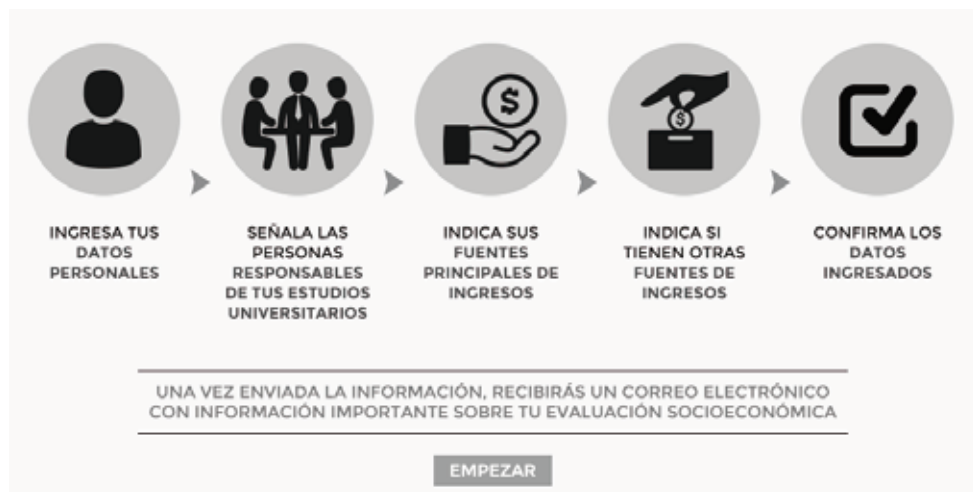 INGRESA TUS
DATOS
PERSONALES
SEÑALA LAS
PERSONAS
RESPONSABLES
DE TUS ESTUDIOS
UNIVERSITARIOS
INDICA SUS
FUENTES
PRINCIPALES DE
INGRESOS
INDICA SI
TIENEN OTRAS
FUENTES DE
INGRESOS
CONFIRMA LOS
DATOS
INGRESADOS
UNA VEZ ENVIADA LA INFORMACIÓN, RECIBIRÁS UN CORREO ELECTRÓNICO
CON INFORMACIÓN IMPORTANTE SOBRE TU EVALUACIÓN SOCIOECONÓMICA
EMPEZAR